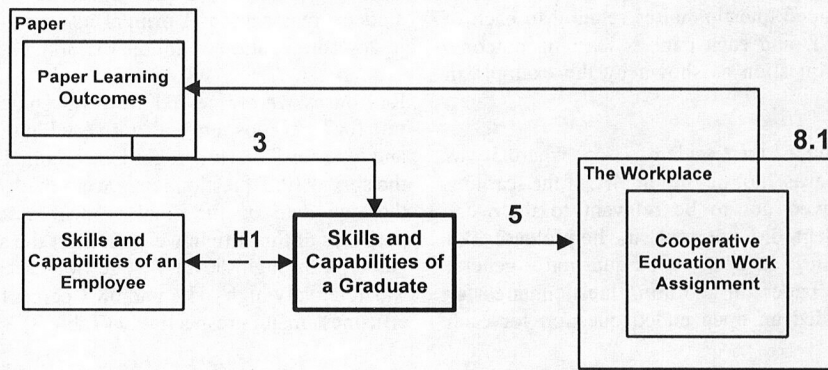 Paper
Paper Learning
Outcomes
3
8.1
The Workplace
Skills and
Capabilities of an
Employee
H1
Skills and
Capabilities of
a Graduate
5
Cooperative
Education Work
Assignment